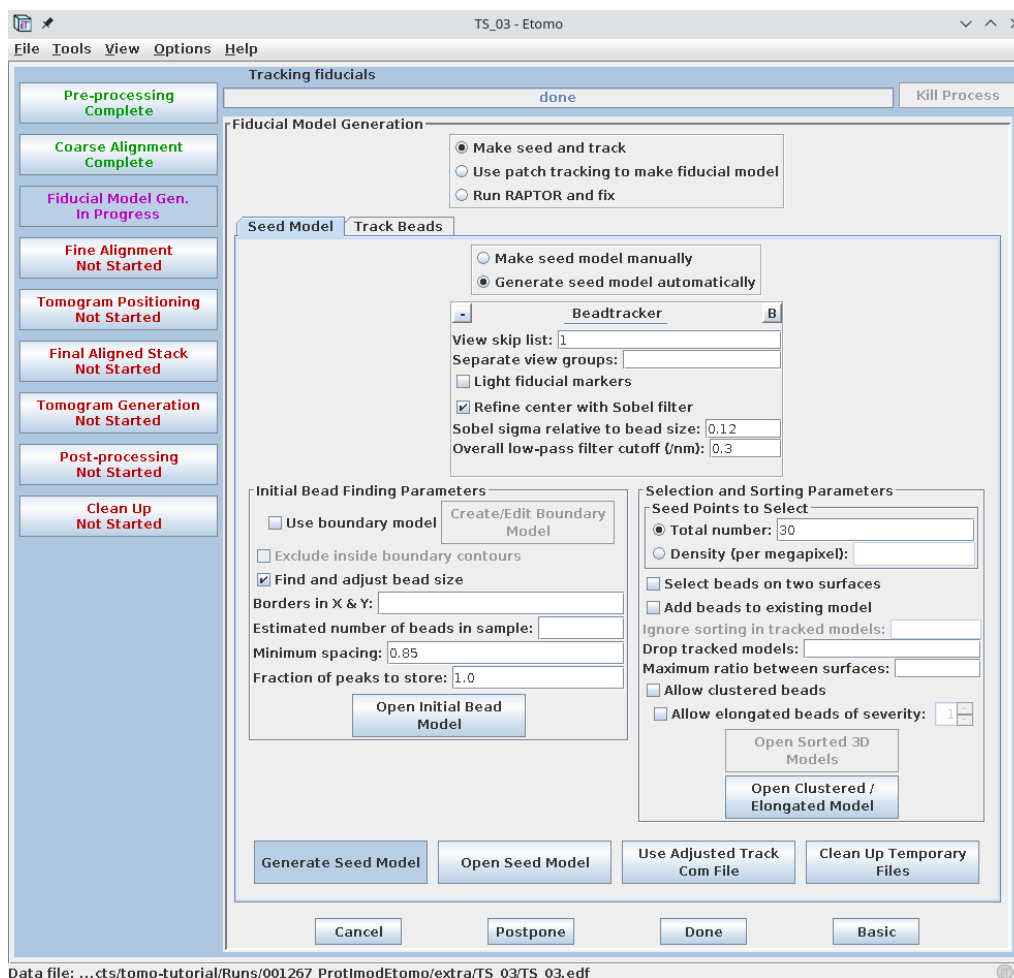 TS_03 - Etomo
File Tools View Options Help
Tracking fiducials
done
Kill Process
Pre-processing
Complete
Coarse Alignment
Complete
Fiducial Model Gen.
In Progress
Fine Alignment
Not Started
Tomogram Positioning
Not Started
Final Aligned Stack
Not Started
Tomogram Generation
Not Started
Post-processing
Not Started
Clean Up
Not Started
Fiducial Model Generation
Make seed and track
Use patch tracking to make fiducial model
Run RAPTOR and fix
Seed Model Track Beads
Make seed model manually
Generate seed model automatically
- Beadtracker B
View skip list: 1
Separate view groups:
Light fiducial markers
Refine center with Sobel filter
Sobel sigma relative to bead size: 0.12
Overall low-pass filter cutoff (/nm): 0.3
Initial Bead Finding Parameters
Use boundary model
Create/Edit Boundary
Model
Exclude inside boundary contours
Find and adjust bead size
Borders in X & Y:
Estimated number of beads in sample:
Minimum spacing: 0.85
Fraction of peaks to store: 1.0
Open Initial Bead
Model
Selection and Sorting Parameters
Seed Points to Select
Total number: 30
Density (per megapixel):
Select beads on two surfaces
Add beads to existing model
Ignore sorting in tracked models:
Drop tracked models:
Maximum ratio between surfaces:
Allow clustered beads
Allow elongated beads of severity: 1
Open Sorted 3D
Models
Open Clustered /
Elongated Model
Generate Seed Model
Open Seed Model
Use Adjusted Track
Com File
Clean Up Temporary
Files
Cancel Postpone Done Basic
Data file: ...cts/tomo-tutorial/Runs/001267_ProtImodEtomo/extra/TS_03/TS_03.edf